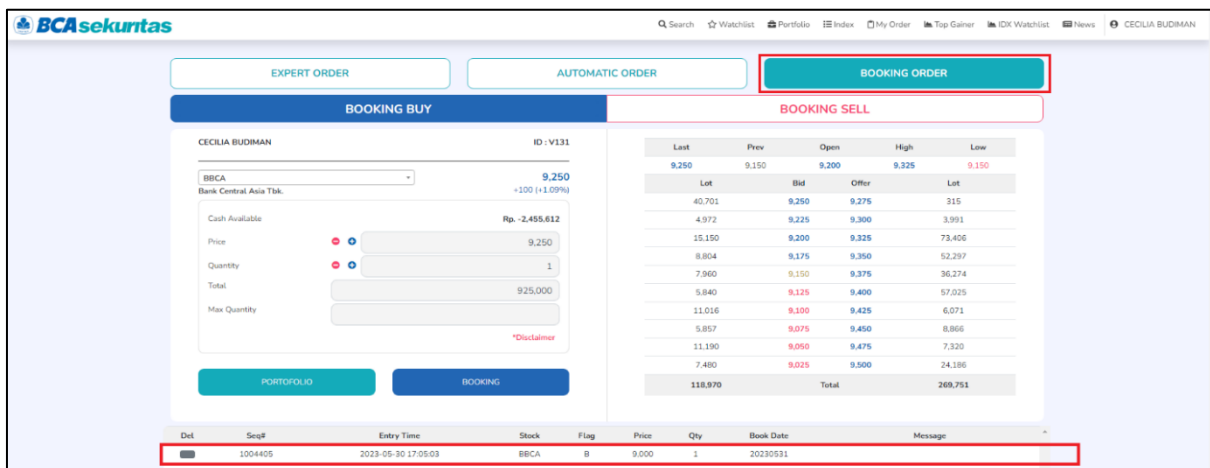 BCA sekuritas
Search Watchlist Portfolio Index My Order Top Gainer IDX Watchlist News CECILIA BUDIMAN
EXPERT ORDER AUTOMATIC ORDER BOOKING ORDER
BOOKING BUY BOOKING SELL
CECILIA BUDIMAN ID : V131
BBCA 9,250
Bank Central Asia Tbk. +100 (+1.09%)
Cash Available Rp. -2,455,612
Price 9,250
Quantity 1
Total 925,000
Max Quantity
*Disclaimer
PORTOFOLIO BOOKING
Last Prev Open High Low
9,250 9,150 9,200 9,325 9,150
Lot Bid Offer Lot
40,701 9,250 9,275 315
4,972 9,225 9,300 3,991
15,150 9,200 9,325 73,406
8,804 9,175 9,350 52,297
7,960 9,150 9,375 36,274
5,840 9,125 9,400 57,025
11,016 9,100 9,425 6,071
5,857 9,075 9,450 8,866
11,190 9,050 9,475 7,320
7,480 9,025 9,500 24,186
118,970 Total 269,751
Del Seq# Entry Time Stock Flag Price Qty Book Date Message
1004405 2023-05-30 17:05:03 BBCA B 9,000 1 20230531